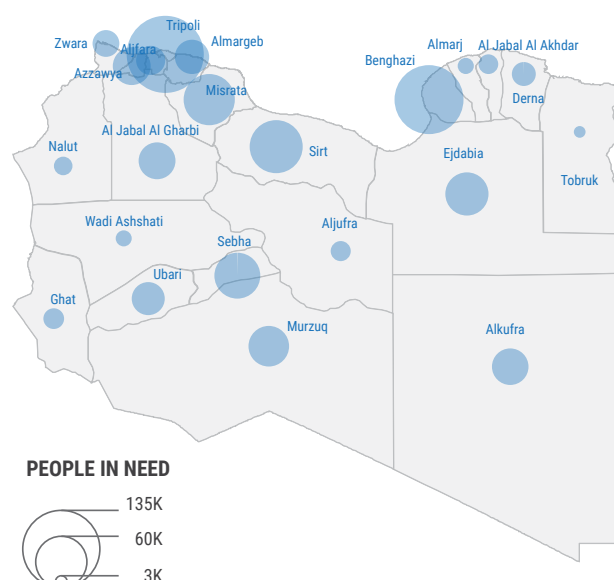 Tripoli
Zwara
Aljfara
Almargeb
Azzawya
Misrata
Almarj
Al Jabal Al Akhdar
Benghazi
Derna
Al Jabal Al Gharbi
Nalut
Sirt
Ejdabia
Tobruk
Wadi Ashshati
Aljufra
Sebha
Ubari
Ghat
Murzuq
Alkufra
PEOPLE IN NEED
135K
60K
3K